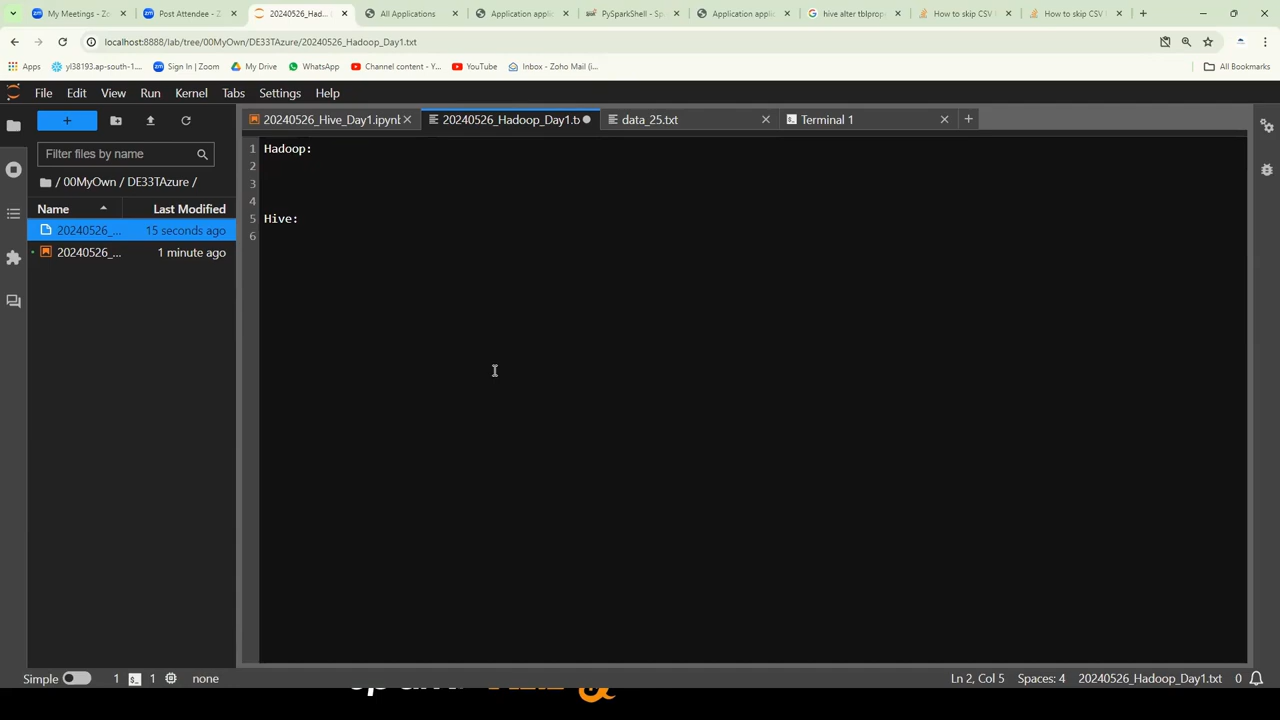 My Meetings - Zo
Post Attendee - Z
20240526_Had
All Applications
Application applic
PySparkShell - Sp
Application applic
hive alter tblprop
How to skip CSV
How to skip CSV
localhost:8888/lab/tree/00MyOwn/DE33TAzure/20240526_Hadoop_Day1.txt
Apps
yl38193.ap-south-1....
Sign In | Zoom
My Drive
WhatsApp
Channel content - Y...
YouTube
Inbox - Zoho Mail (i...
All Bookmarks
File Edit View Run Kernel Tabs Settings Help
20240526_Hive_Day1.ipynt
20240526_Hadoop_Day1.t
data_25.txt
Terminal 1
Filter files by name
/ 00MyOwn / DE33TAzure /
Name Last Modified
20240526_... 15 seconds ago
20240526_... 1 minute ago
1 Hadoop:
2
3
4
5 Hive:
6
Simple 1 1 none Ln 2, Col 5 Spaces: 4 20240526_Hadoop_Day1.txt 0